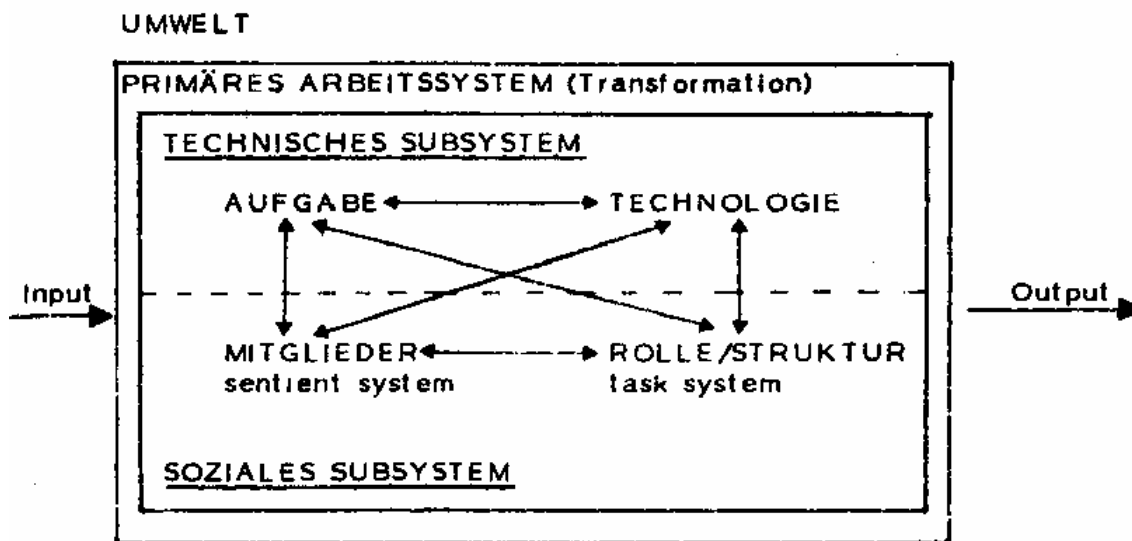 UMWELT
PRIMÄRES ARBEITSSYSTEM (Transformation)
TECHNISCHES SUBSYSTEM
AUFGABE TECHNOLOGIE
Input
Output
MITGLIEDER ROLLE/STRUKTUR
sentient system task system
SOZIALES SUBSYSTEM